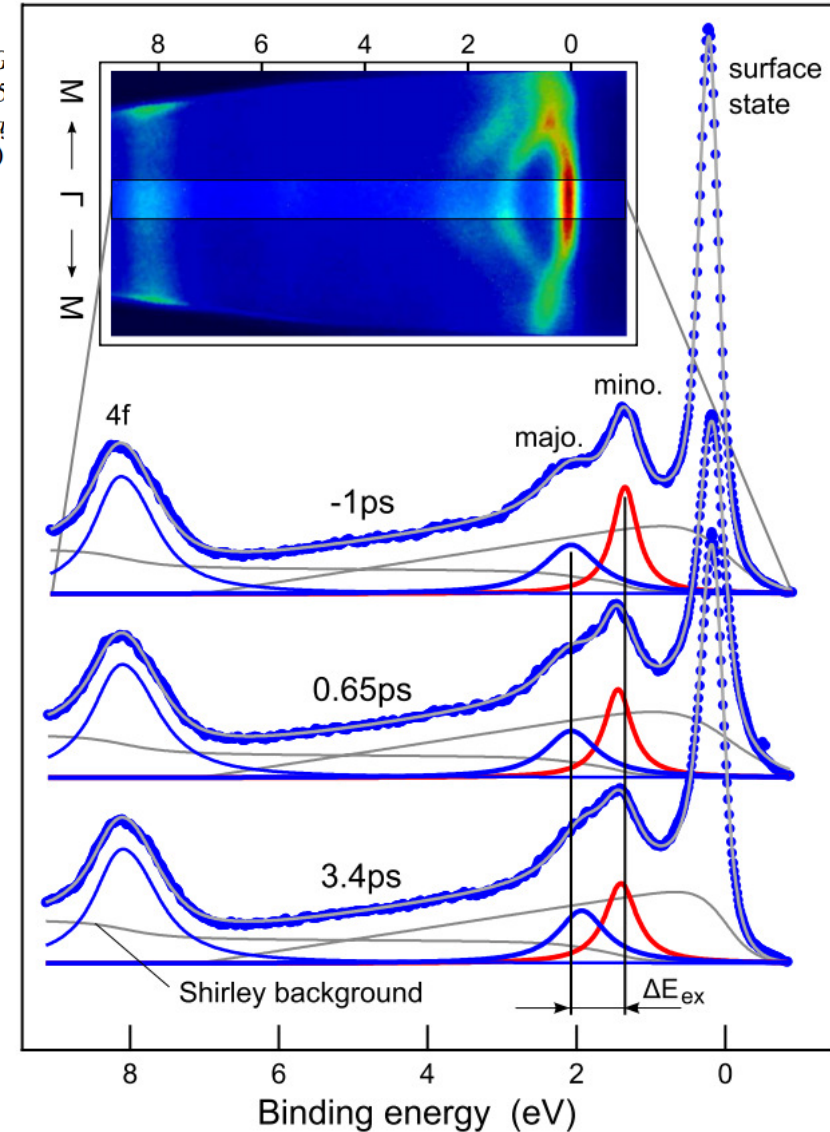 8 6 4 2 0
surface
state
M
Γ
M
mino.
4f
majo.
-1ps
0.65ps
3.4ps
Shirley background
ΔEex
8 6 4 2 0
Binding energy (eV)